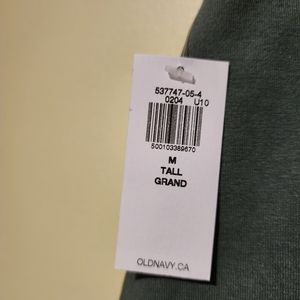 537747-05-4
0204 U10
500103389670
M
TALL
GRAND
OLDNAVY.CA